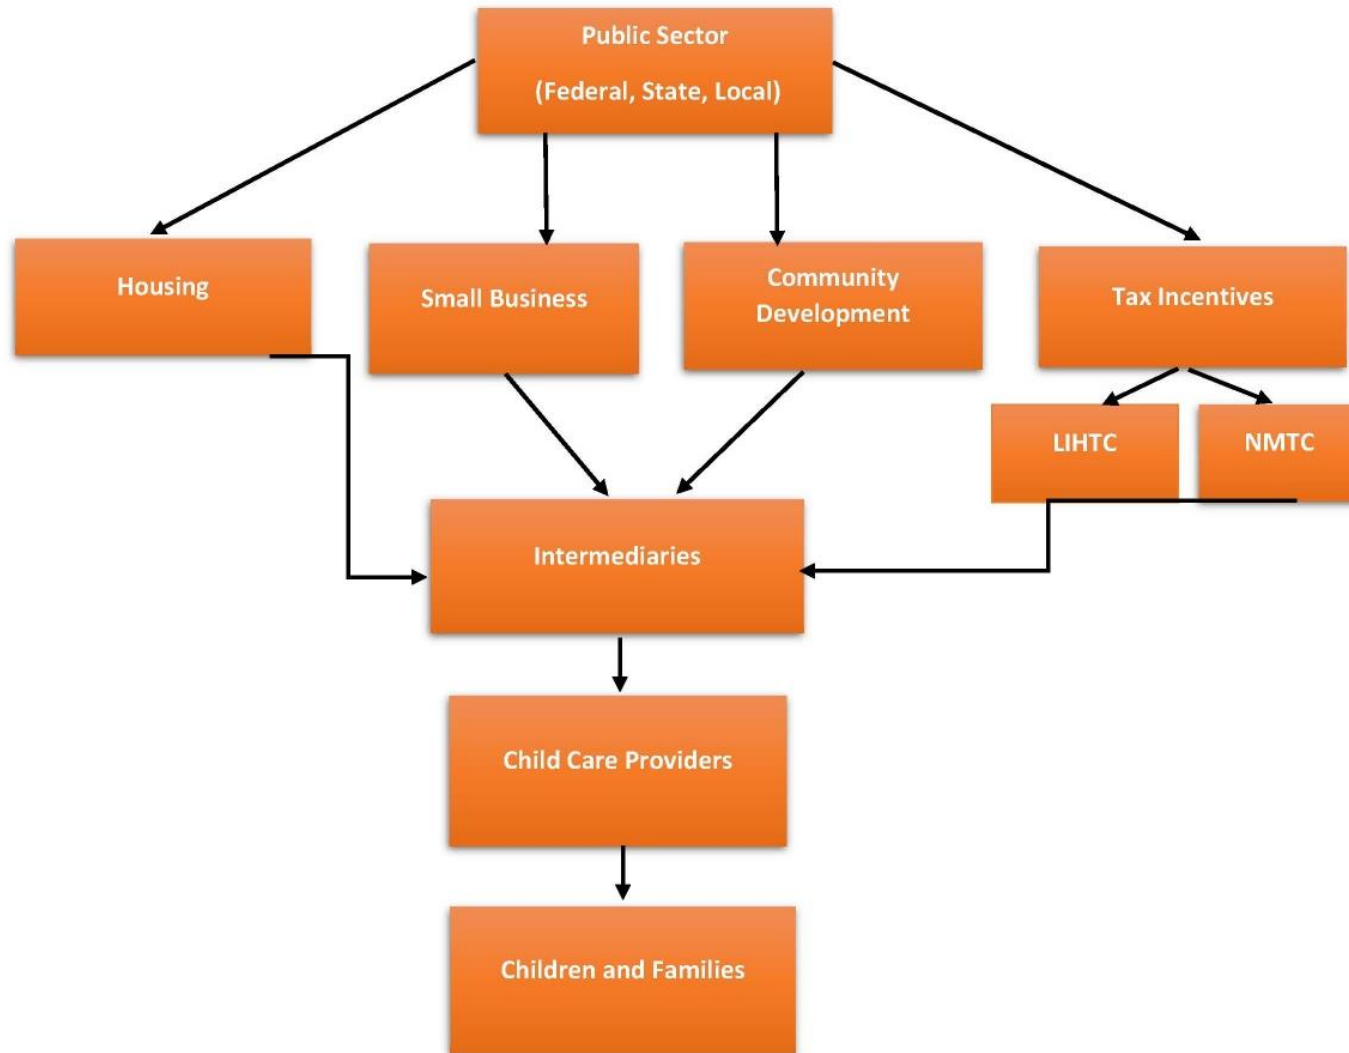 Public Sector
(Federal, State, Local)
Housing
Small Business
Community
Development
Tax Incentives
LIHTC
NMTC
Intermediaries
Child Care Providers
Children and Families